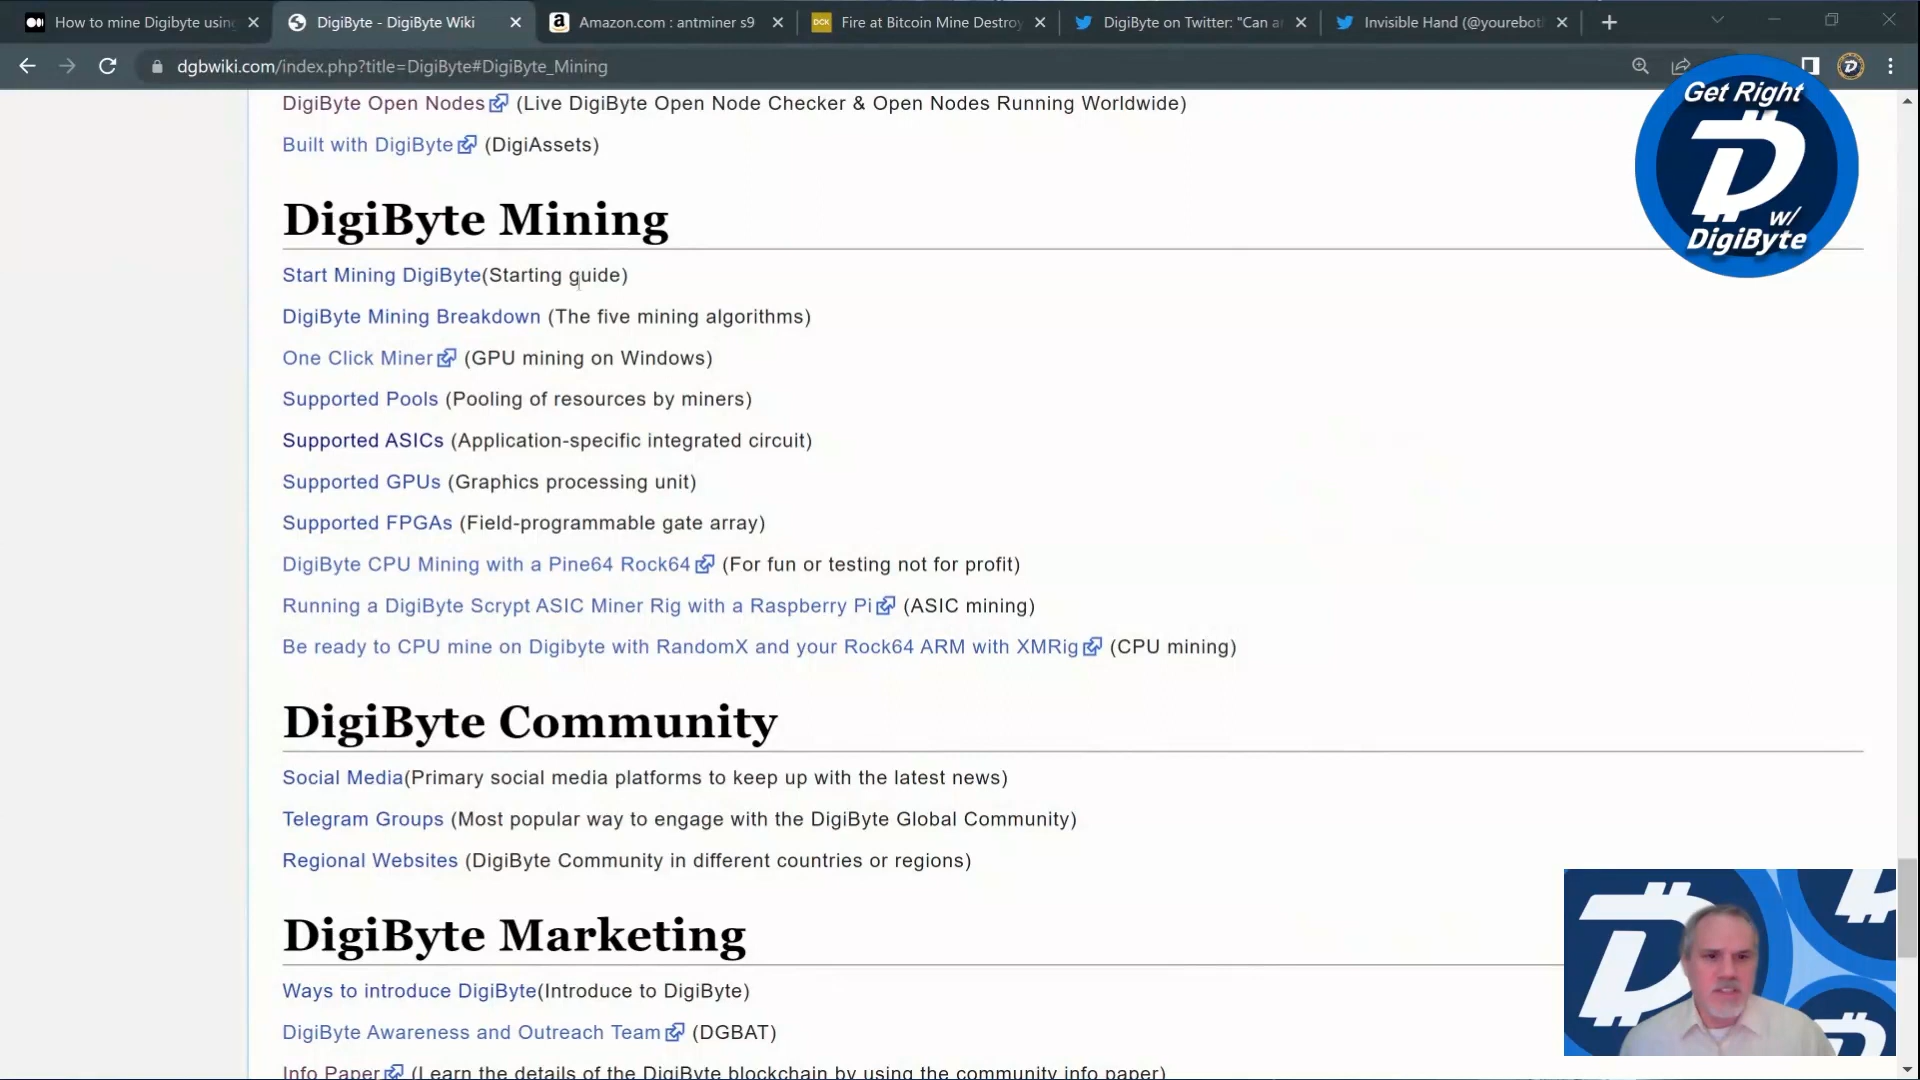 How to mine Digibyte using
DigiByte - DigiByte Wiki
Amazon.com : antminer s9
DCK
Fire at Bitcoin Mine Destroy
DigiByte on Twitter: "Can a
Invisible Hand (@yourebot
dgbwiki.com/index.php?title=DigiByte#DigiByte_Mining
DigiByte Open Nodes (Live DigiByte Open Node Checker & Open Nodes Running Worldwide)
Built with DigiByte (DigiAssets)
Get Right
w/
DigiByte
DigiByte Mining
Start Mining DigiByte(Starting guide)
DigiByte Mining Breakdown (The five mining algorithms)
One Click Miner (GPU mining on Windows)
Supported Pools (Pooling of resources by miners)
Supported ASICs (Application-specific integrated circuit)
Supported GPUs (Graphics processing unit)
Supported FPGAs (Field-programmable gate array)
DigiByte CPU Mining with a Pine64 Rock64 (For fun or testing not for profit)
Running a DigiByte Scrypt ASIC Miner Rig with a Raspberry Pi (ASIC mining)
Be ready to CPU mine on Digibyte with RandomX and your Rock64 ARM with XMRig (CPU mining)
DigiByte Community
Social Media(Primary social media platforms to keep up with the latest news)
Telegram Groups (Most popular way to engage with the DigiByte Global Community)
Regional Websites (DigiByte Community in different countries or regions)
DigiByte Marketing
Ways to introduce DigiByte(Introduce to DigiByte)
DigiByte Awareness and Outreach Team (DGBAT)
Info Paper (Learn the details of the DigiByte blockchain by using the community info paper)